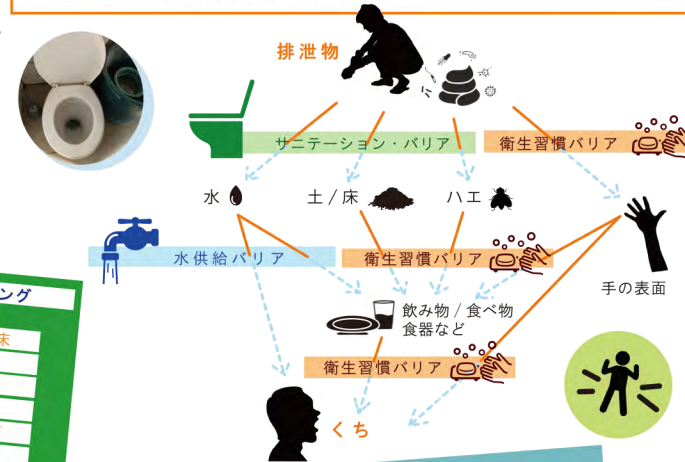 排泄物
サニテーション・バリア
衛生習慣バリア
水
土/床
ハエ
水供給バリア
衛生習慣バリア
手の表面
飲み物/食べ物
食器など
衛生習慣バリア
くち
ング
床